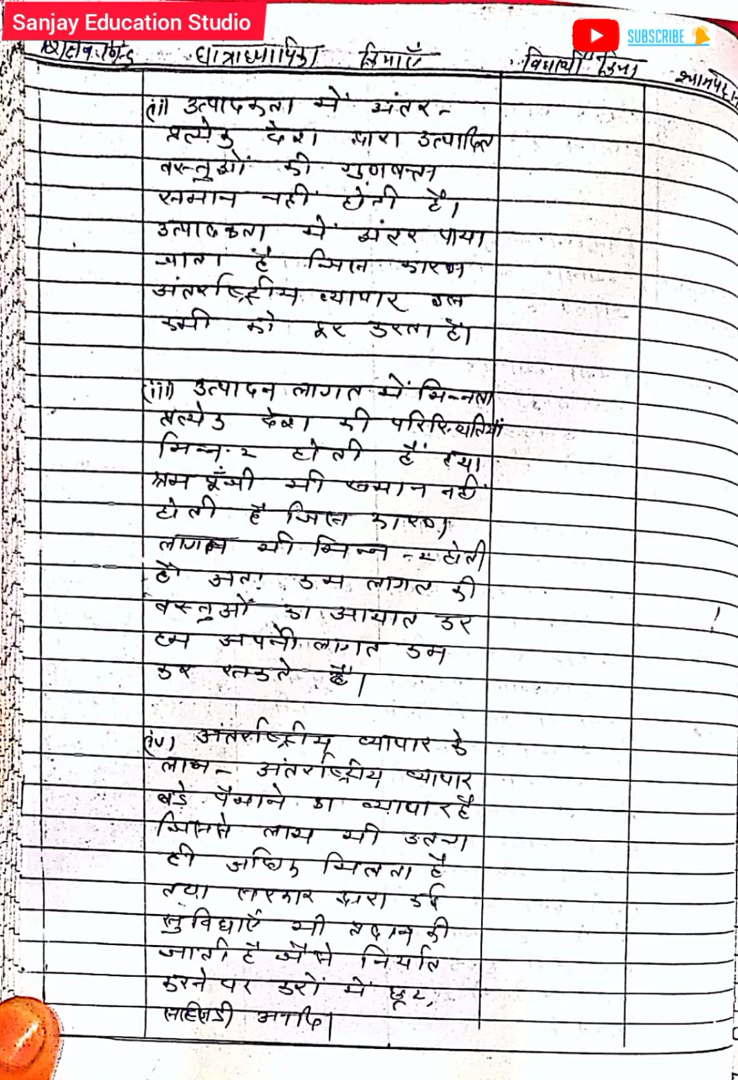 Sanjay Education Studio
SUBSCRIBE
छात्राध्यापिका क्रियाएँ विद्यार्थी क्रिया
(ii) उत्पादकता में अंतर -
प्रत्येक देश द्वारा उत्पादित
वस्तुओं की गुणवत्ता
समान नहीं होती है।
उत्पादकता में अंतर पाया
जाता है जिस कारण
अंतर्राष्ट्रीय व्यापार इस
कमी को दूर करता है।
(iii) उत्पादन लागत में भिन्नता
प्रत्येक देश की परिस्थितियाँ
भिन्न-२ होती हैं तथा
श्रम पूँजी भी समान नहीं
होती है जिस कारण
लागत भी भिन्न-२ होती
है अतः कम लागत की
वस्तुओं का आयात कर
हम अपनी लागत कम
कर सकते हैं।
(iv) अंतर्राष्ट्रीय व्यापार के
लाभ - अंतर्राष्ट्रीय व्यापार
बड़े पैमाने का व्यापार है
जिससे लाभ भी उतना
ही अधिक मिलता है
तथा सरकार द्वारा कई
सुविधाएँ भी प्रदान की
जाती है जैसे निर्यात
करने पर करों में छूट,
सब्सिडी आदि।